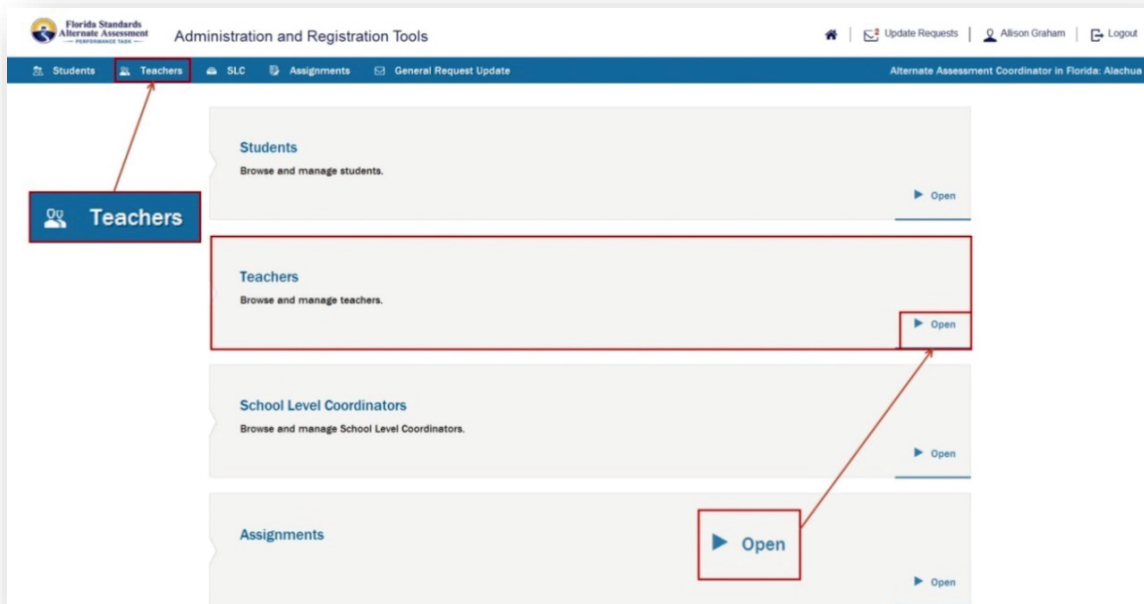 Florida Standards
Alternate Assessment
PERFORMANCE TASK
Administration and Registration Tools
Update Requests
Allison Graham
Logout
Students
Teachers
SLC
Assignments
General Request Update
Alternate Assessment Coordinator in Florida: Alachua
Students
Browse and manage students.
Open
Teachers
Teachers
Browse and manage teachers.
Open
School Level Coordinators
Browse and manage School Level Coordinators.
Open
Assignments
Open
Open